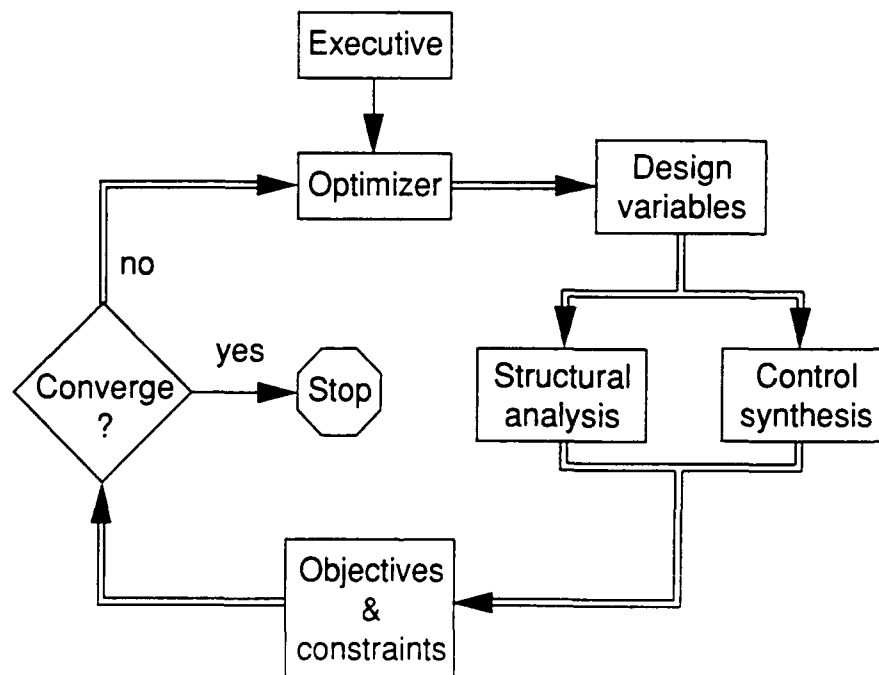 Executive
Optimizer
Design
variables
no
yes
Converge
?
Stop
Structural
analysis
Control
synthesis
Objectives
&
constraints